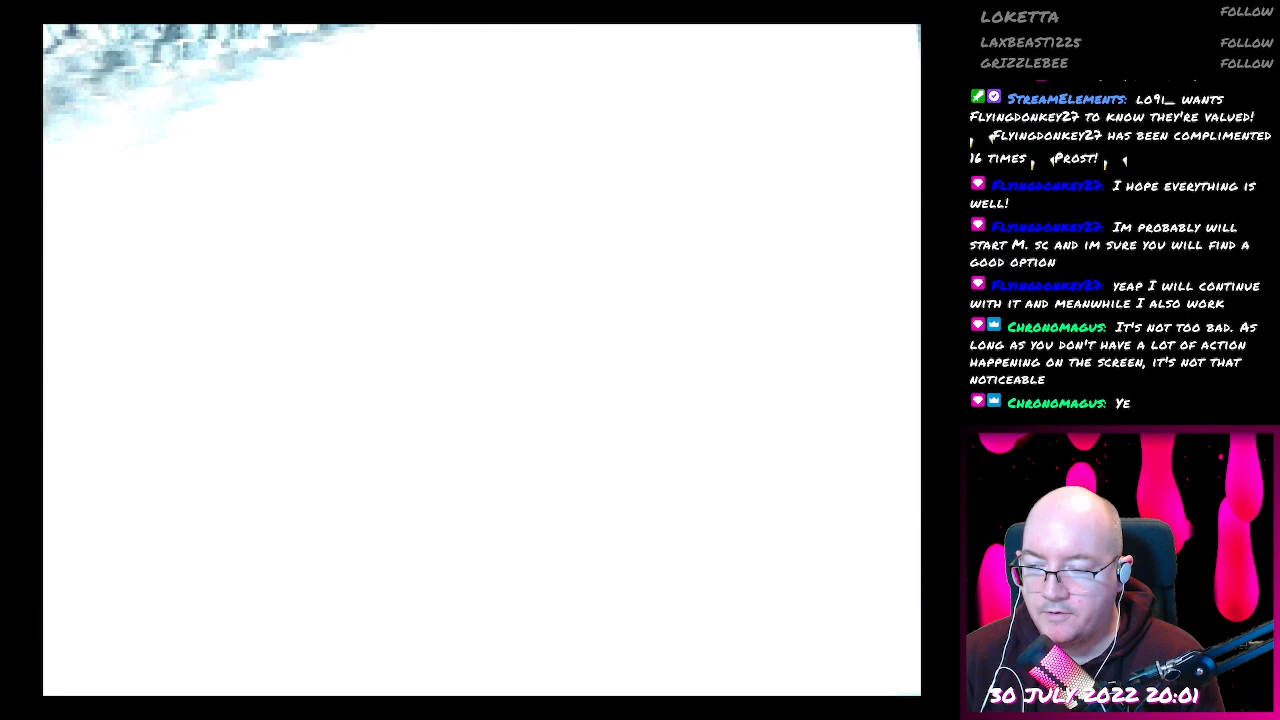 LOKETTA FOLLOW
LAXBEAST1225 FOLLOW
GRIZZLEBEE FOLLOW
StreamElements: lo91_ wants
Flyingdonkey27 to know they're valued!
Flyingdonkey27 has been complimented
16 times Prost!
Flyingdonkey27: I hope everything is
well!
Flyingdonkey27: Im probably will
start M. sc and im sure you will find a
good option
Flyingdonkey27: yeap I will continue
with it and meanwhile I also work
Chronomagus: It's not too bad. As
long as you don't have a lot of action
happening on the screen, it's not that
noticeable
Chronomagus: Ye
30 July 2022 20:01